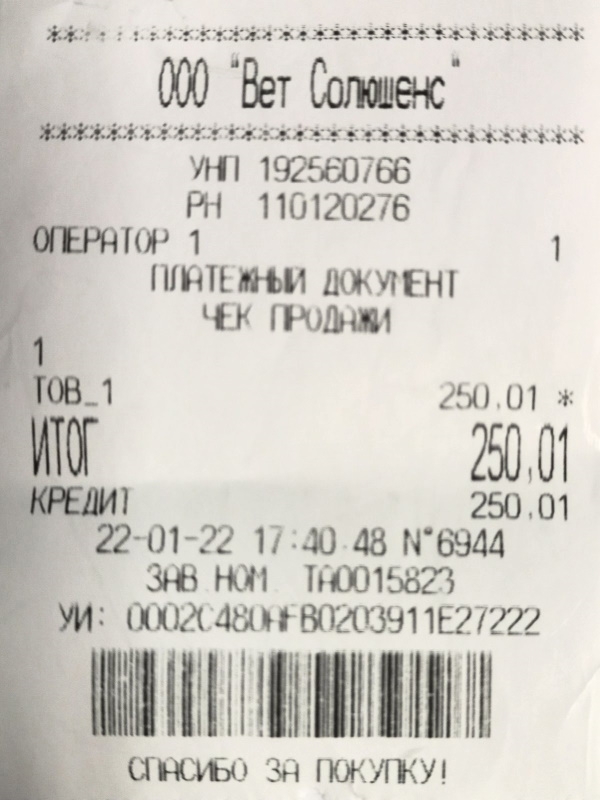 **********************************
ООО "Вет Солюшенс"
**********************************
УНП 192560766
РН 110120276
ОПЕРАТОР 1 1
ПЛАТЕЖНЫЙ ДОКУМЕНТ
ЧЕК ПРОДАЖИ
1
ТОВ_1 250.01 *
ИТОГ 250,01
КРЕДИТ 250.01
22-01-22 17:40:48 N°6944
ЗАВ НОМ TA0015823
УИ: 0002C480AFB0203911E27222
СПАСИБО ЗА ПОКУПКУ!